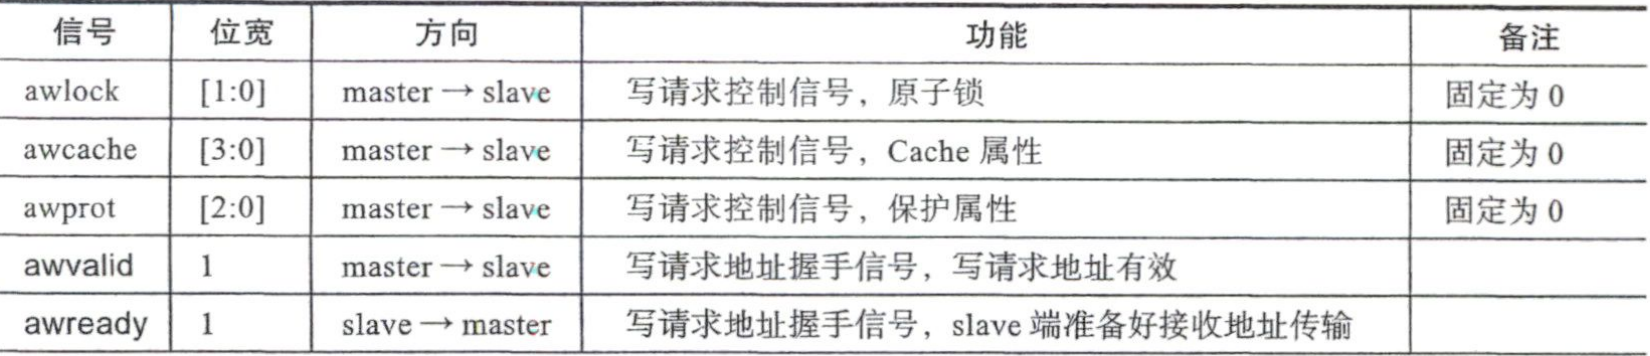 信号 位宽 方向 功能 备注
awlock [1:0] master → slave 写请求控制信号，原子锁 固定为 0
awcache [3:0] master → slave 写请求控制信号，Cache 属性 固定为 0
awprot [2:0] master → slave 写请求控制信号，保护属性 固定为 0
awvalid 1 master → slave 写请求地址握手信号，写请求地址有效
awready 1 slave → master 写请求地址握手信号，slave 端准备好接收地址传输